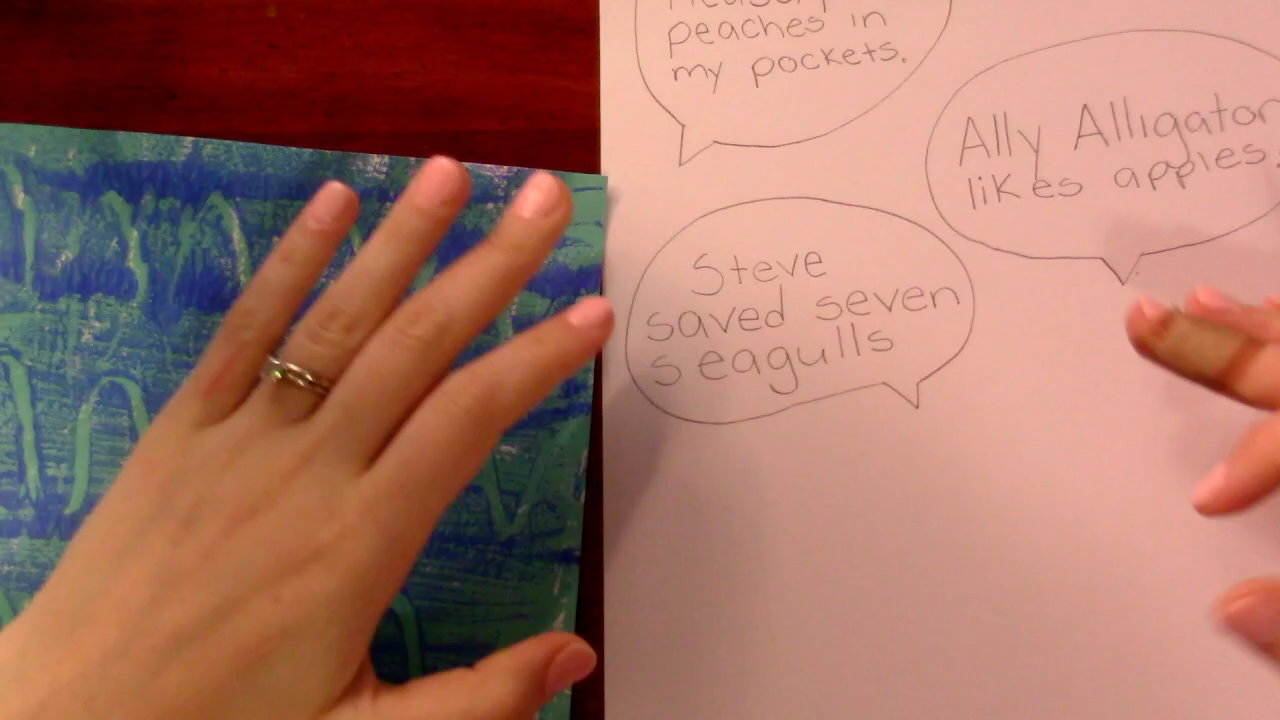 peaches in
my pockets.
Ally Alligator
likes apples.
Steve
saved seven
seagulls